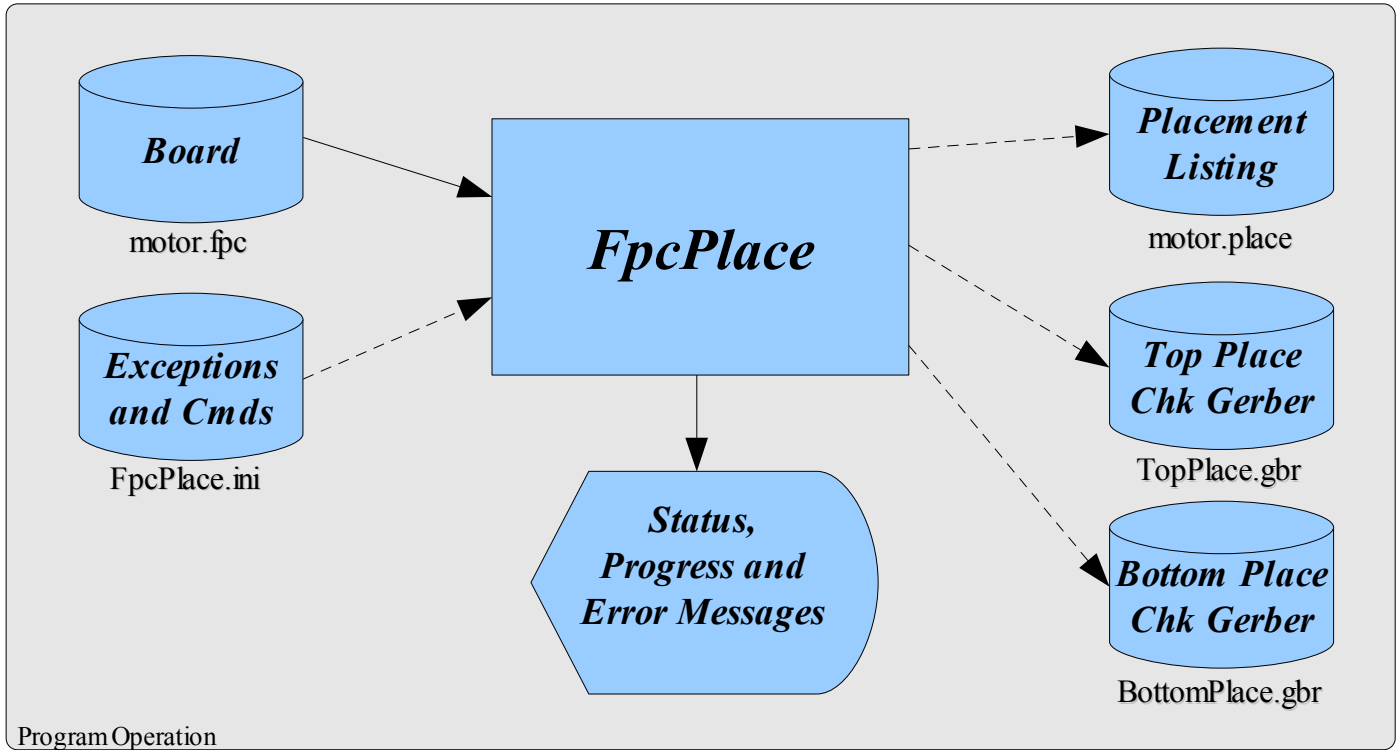 Board
motor.fpc
Exceptions
and Cmds
FpcPlace.ini
FpcPlace
Status,
Progress and
Error Messages
Placement
Listing
motor.place
Top Place
Chk Gerber
TopPlace.gbr
Bottom Place
Chk Gerber
BottomPlace.gbr
Program Operation